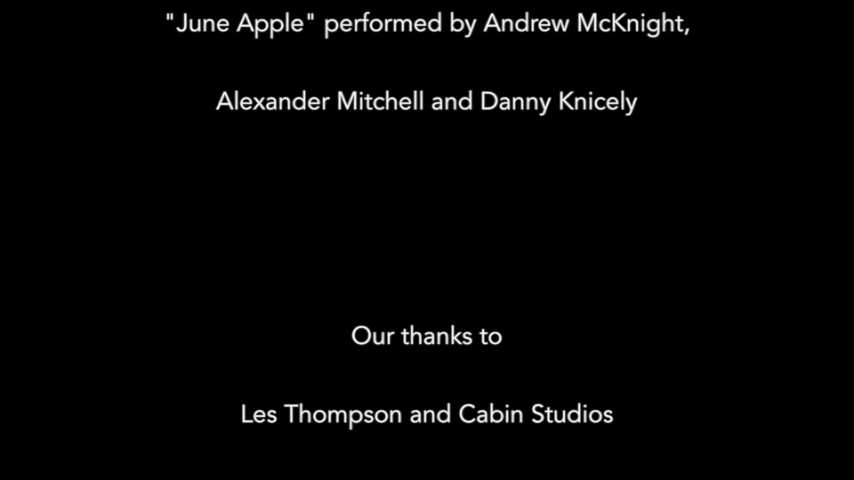 "June Apple" performed by Andrew McKnight,
Alexander Mitchell and Danny Knicely
Our thanks to
Les Thompson and Cabin Studios